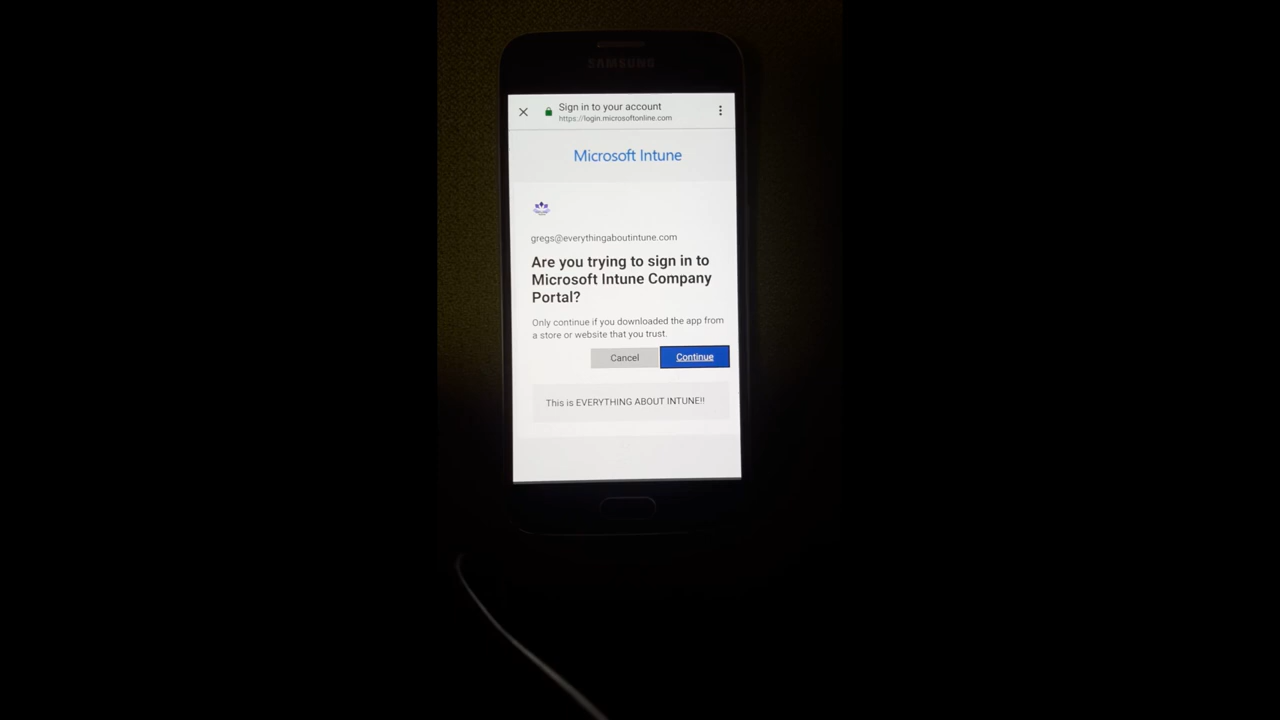 SAMSUNG
Sign in to your account
https://login.microsoftonline.com
Microsoft Intune
gregs@everythingaboutintune.com
Are you trying to sign in to
Microsoft Intune Company
Portal?
Only continue if you downloaded the app from
a store or website that you trust.
Cancel Continue
This is EVERYTHING ABOUT INTUNE!!